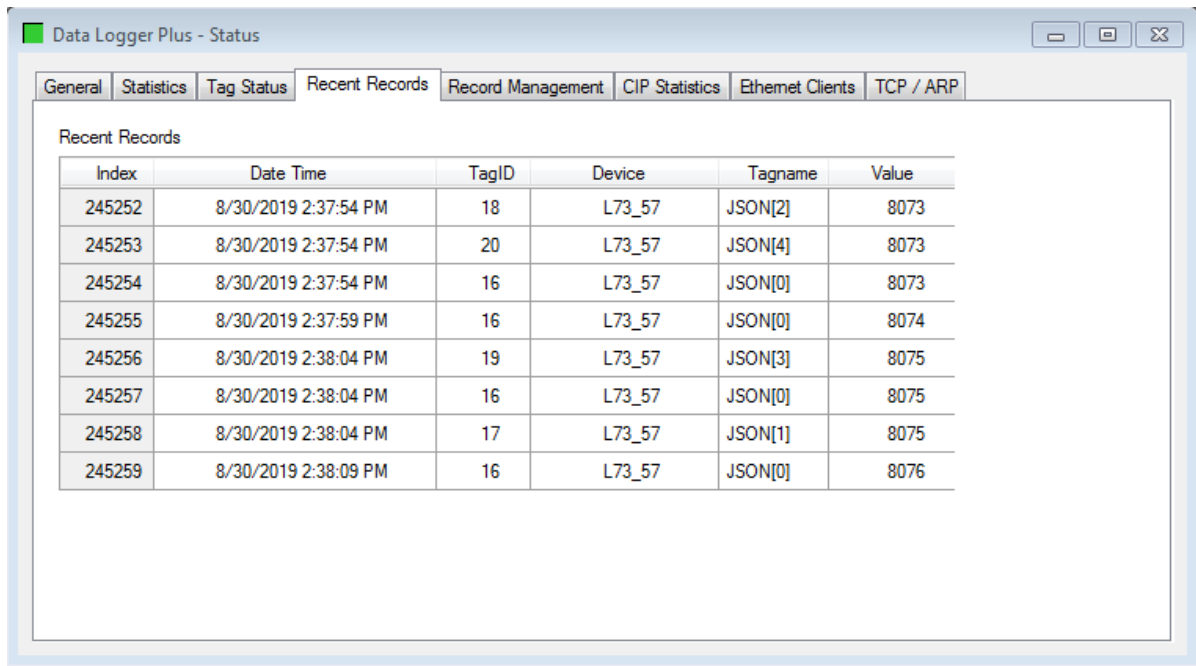 Data Logger Plus - Status
General Statistics Tag Status Recent Records Record Management CIP Statistics Ethernet Clients TCP / ARP
Recent Records
Index Date Time TagID Device Tagname Value
245252 8/30/2019 2:37:54 PM 18 L73_57 JSON[2] 8073
245253 8/30/2019 2:37:54 PM 20 L73_57 JSON[4] 8073
245254 8/30/2019 2:37:54 PM 16 L73_57 JSON[0] 8073
245255 8/30/2019 2:37:59 PM 16 L73_57 JSON[0] 8074
245256 8/30/2019 2:38:04 PM 19 L73_57 JSON[3] 8075
245257 8/30/2019 2:38:04 PM 16 L73_57 JSON[0] 8075
245258 8/30/2019 2:38:04 PM 17 L73_57 JSON[1] 8075
245259 8/30/2019 2:38:09 PM 16 L73_57 JSON[0] 8076